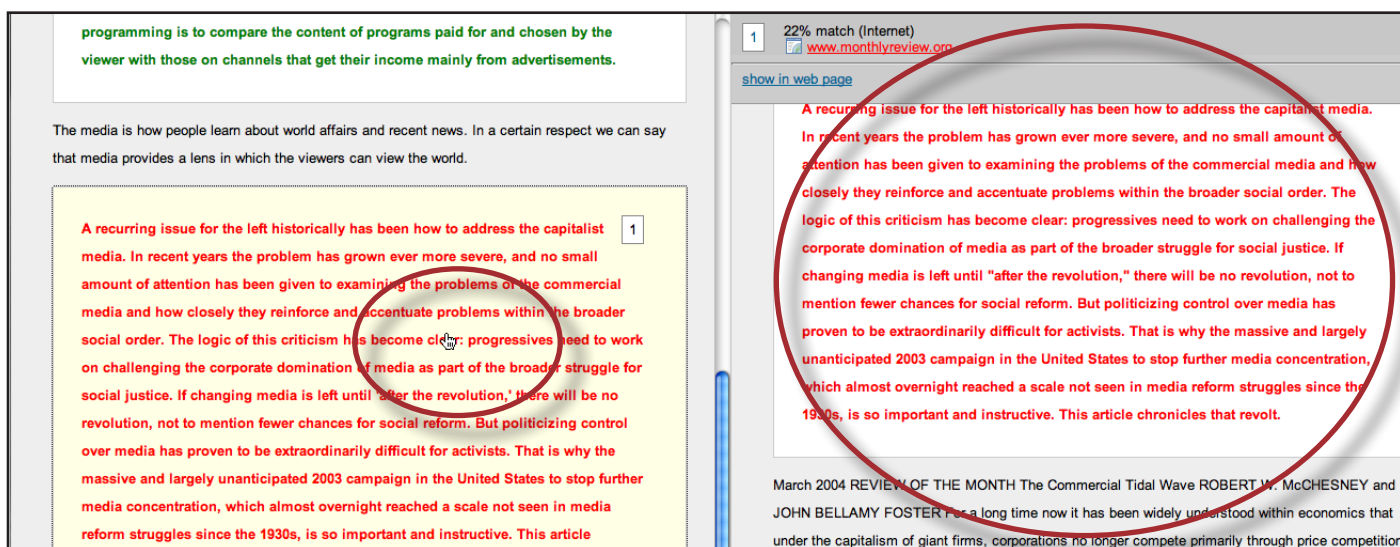 programming is to compare the content of programs paid for and chosen by the
viewer with those on channels that get their income mainly from advertisements.
The media is how people learn about world affairs and recent news. In a certain respect we can say
that media provides a lens in which the viewers can view the world.
A recurring issue for the left historically has been how to address the capitalist
1
media. In recent years the problem has grown ever more severe, and no small
amount of attention has been given to examining the problems of the commercial
media and how closely they reinforce and accentuate problems within the broader
social order. The logic of this criticism has become clear: progressives need to work
on challenging the corporate domination of media as part of the broader struggle for
social justice. If changing media is left until 'after the revolution,' there will be no
revolution, not to mention fewer chances for social reform. But politicizing control
over media has proven to be extraordinarily difficult for activists. That is why the
massive and largely unanticipated 2003 campaign in the United States to stop further
media concentration, which almost overnight reached a scale not seen in media
reform struggles since the 1930s, is so important and instructive. This article
1
22% match (Internet)
www.monthlyreview.org
show in web page
A recurring issue for the left historically has been how to address the capitalist media.
In recent years the problem has grown ever more severe, and no small amount of
attention has been given to examining the problems of the commercial media and how
closely they reinforce and accentuate problems within the broader social order. The
logic of this criticism has become clear: progressives need to work on challenging the
corporate domination of media as part of the broader struggle for social justice. If
changing media is left until "after the revolution," there will be no revolution, not to
mention fewer chances for social reform. But politicizing control over media has
proven to be extraordinarily difficult for activists. That is why the massive and largely
unanticipated 2003 campaign in the United States to stop further media concentration,
which almost overnight reached a scale not seen in media reform struggles since the
1930s, is so important and instructive. This article chronicles that revolt.
March 2004 REVIEW OF THE MONTH The Commercial Tidal Wave ROBERT W. McCHESNEY and
JOHN BELLAMY FOSTER For a long time now it has been widely understood within economics that
under the capitalism of giant firms, corporations no longer compete primarily through price